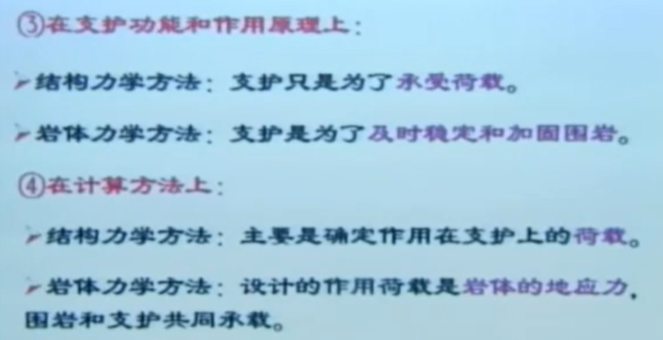 ③在支护功能和作用原理上：
结构力学方法：支护只是为了承受荷载。
岩体力学方法：支护是为了及时稳定和加固围岩。
④在计算方法上：
结构力学方法：主要是确定作用在支护上的荷载。
岩体力学方法：设计的作用荷载是岩体的地应力，
围岩和支护共同承载。